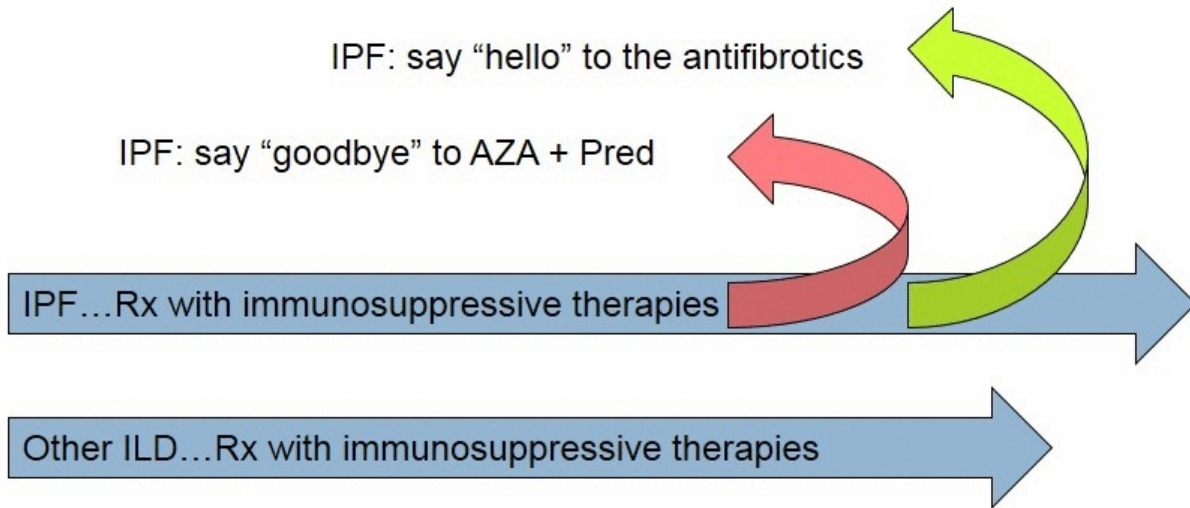 IPF: say “hello” to the antifibrotics
IPF: say “goodbye” to AZA + Pred
IPF…Rx with immunosuppressive therapies
Other ILD…Rx with immunosuppressive therapies